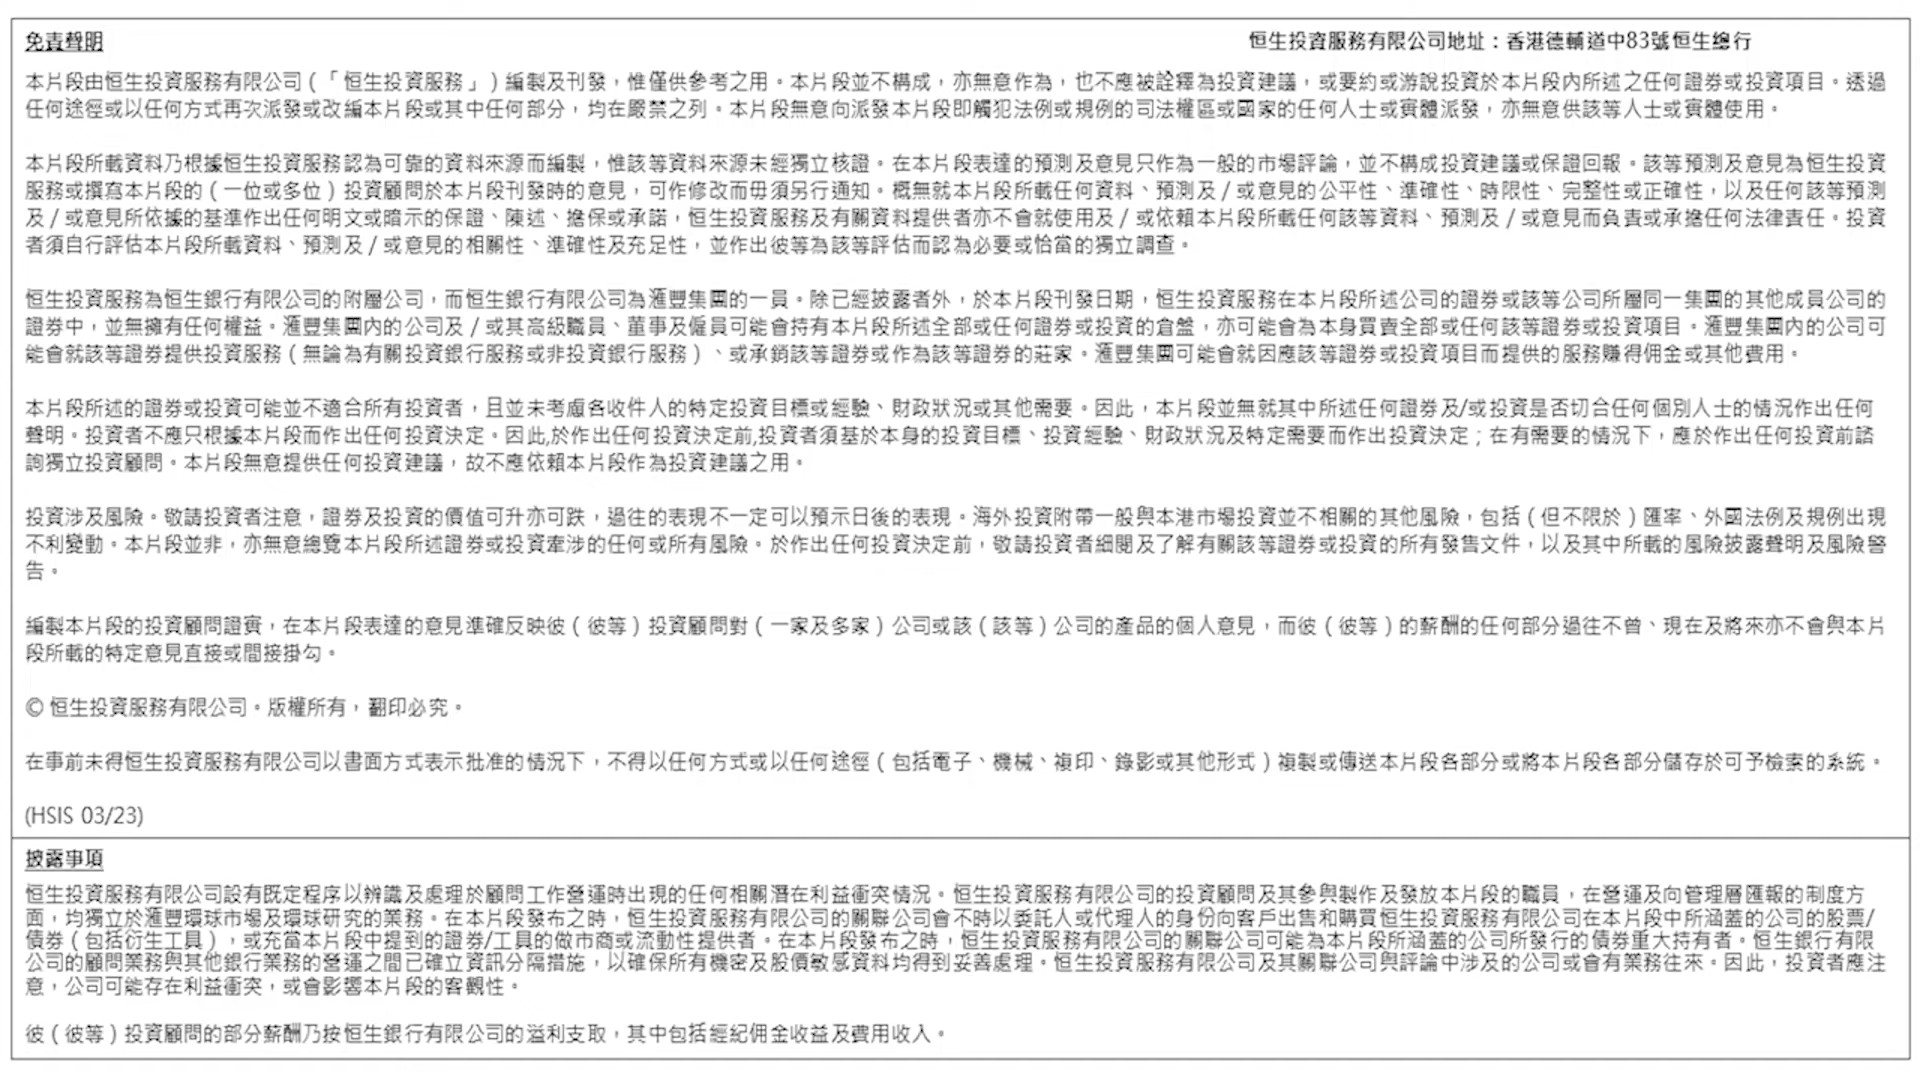 免責聲明 恒生投資服務有限公司地址：香港德輔道中83號恒生總行
本片段由恒生投資服務有限公司（「恒生投資服務」）編製及刊發，惟僅供參考之用。本片段並不構成，亦無意作為，也不應被詮釋為投資建議，或要約或游說投資於本片段內所述之任何證券或投資項目。透過
任何途徑或以任何方式再次派發或改編本片段或其中任何部分，均在嚴禁之列。本片段無意向派發本片段即觸犯法例或規例的司法權區或國家的任何人士或實體派發，亦無意供該等人士或實體使用。
本片段所載資料乃根據恒生投資服務認為可靠的資料來源而編製，惟該等資料來源未經獨立核證。在本片段表達的預測及意見只作為一般的市場評論，並不構成投資建議或保證回報。該等預測及意見為恒生投資
服務或撰寫本片段的（一位或多位）投資顧問於本片段刊發時的意見，可作修改而毋須另行通知。概無就本片段所載任何資料、預測及／或意見的公平性、準確性、時限性、完整性或正確性，以及任何該等預測
及／或意見所依據的基準作出任何明文或暗示的保證、陳述、擔保或承諾，恒生投資服務及有關資料提供者亦不會就使用及／或依賴本片段所載任何該等資料、預測及／或意見而負責或承擔任何法律責任。投資
者須自行評估本片段所載資料、預測及／或意見的相關性、準確性及充足性，並作出彼等為該等評估而認為必要或恰當的獨立調查。
恒生投資服務為恒生銀行有限公司的附屬公司，而恒生銀行有限公司為滙豐集團的一員。除已經披露者外，於本片段刊發日期，恒生投資服務在本片段所述公司的證券或該等公司所屬同一集團的其他成員公司的
證券中，並無擁有任何權益。滙豐集團內的公司及／或其高級職員、董事及僱員可能會持有本片段所述全部或任何證券或投資的倉盤，亦可能會為本身買賣全部或任何該等證券或投資項目。滙豐集團內的公司可
能會就該等證券提供投資服務（無論為有關投資銀行服務或非投資銀行服務）、或承銷該等證券或作為該等證券的莊家。滙豐集團可能會就因應該等證券或投資項目而提供的服務賺得佣金或其他費用。
本片段所述的證券或投資可能並不適合所有投資者，且並未考慮各收件人的特定投資目標或經驗、財政狀況或其他需要。因此，本片段並無就其中所述任何證券及/或投資是否切合任何個別人士的情況作出任何
聲明。投資者不應只根據本片段而作出任何投資決定。因此,於作出任何投資決定前,投資者須基於本身的投資目標、投資經驗、財政狀況及特定需要而作出投資決定；在有需要的情況下，應於作出任何投資前諮
詢獨立投資顧問。本片段無意提供任何投資建議，故不應依賴本片段作為投資建議之用。
投資涉及風險。敬請投資者注意，證券及投資的價值可升亦可跌，過往的表現不一定可以預示日後的表現。海外投資附帶一般與本港市場投資並不相關的其他風險，包括（但不限於）匯率、外國法例及規例出現
不利變動。本片段並非，亦無意總覽本片段所述證券或投資牽涉的任何或所有風險。於作出任何投資決定前，敬請投資者細閱及了解有關該等證券或投資的所有發售文件，以及其中所載的風險披露聲明及風險警
告。
編製本片段的投資顧問證實，在本片段表達的意見準確反映彼（彼等）投資顧問對（一家及多家）公司或該（該等）公司的產品的個人意見，而彼（彼等）的薪酬的任何部分過往不曾、現在及將來亦不會與本片
段所載的特定意見直接或間接掛勾。
© 恒生投資服務有限公司。版權所有，翻印必究。
在事前未得恒生投資服務有限公司以書面方式表示批准的情況下，不得以任何方式或以任何途徑（包括電子、機械、複印、錄影或其他形式）複製或傳送本片段各部分或將本片段各部分儲存於可予檢索的系統。
(HSIS 03/23)
披露事項
恒生投資服務有限公司設有既定程序以辨識及處理於顧問工作營運時出現的任何相關潛在利益衝突情況。恒生投資服務有限公司的投資顧問及其參與製作及發放本片段的職員，在營運及向管理層匯報的制度方
面，均獨立於滙豐環球市場及環球研究的業務。在本片段發布之時，恒生投資服務有限公司的關聯公司會不時以委託人或代理人的身份向客戶出售和購買恒生投資服務有限公司在本片段中所涵蓋的公司的股票/
債券（包括衍生工具），或充當本片段中提到的證券/工具的做市商或流動性提供者。在本片段發布之時，恒生投資服務有限公司的關聯公司可能為本片段所涵蓋的公司所發行的債券重大持有者。恒生銀行有限
公司的顧問業務與其他銀行業務的營運之間已確立資訊分隔措施，以確保所有機密及股價敏感資料均得到妥善處理。恒生投資服務有限公司及其關聯公司與評論中涉及的公司或會有業務往來。因此，投資者應注
意，公司可能存在利益衝突，或會影響本片段的客觀性。
彼（彼等）投資顧問的部分薪酬乃按恒生銀行有限公司的溢利支取，其中包括經紀佣金收益及費用收入。